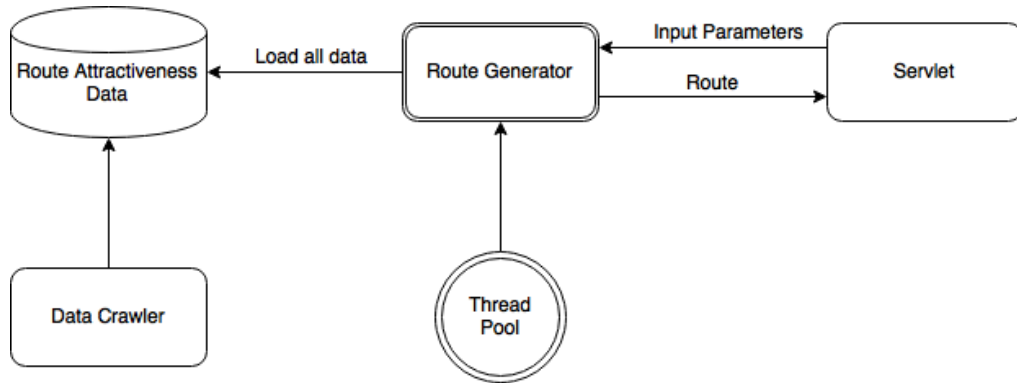 Route Attractiveness
Data
Load all data
Route Generator
Input Parameters
Route
Servlet
Data Crawler
Thread
Pool